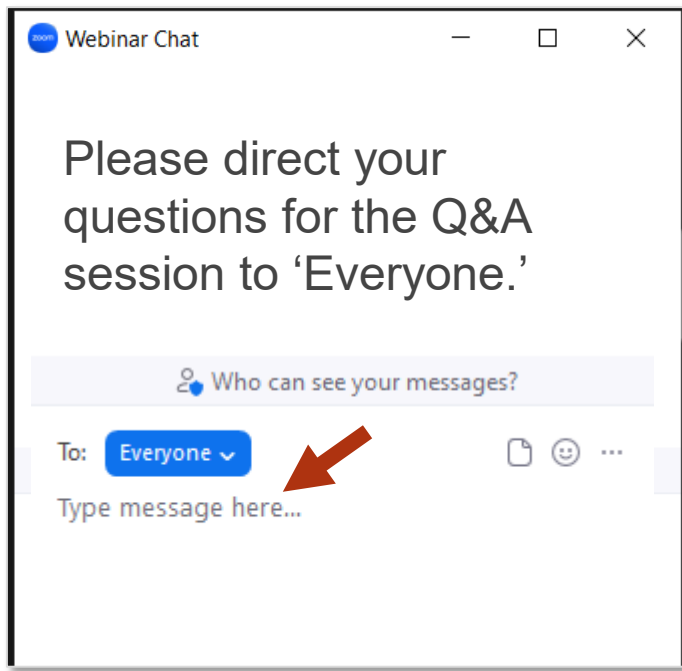 zoom Webinar Chat
Please direct your
questions for the Q&A
session to ‘Everyone.’
Who can see your messages?
To: Everyone
Type message here...